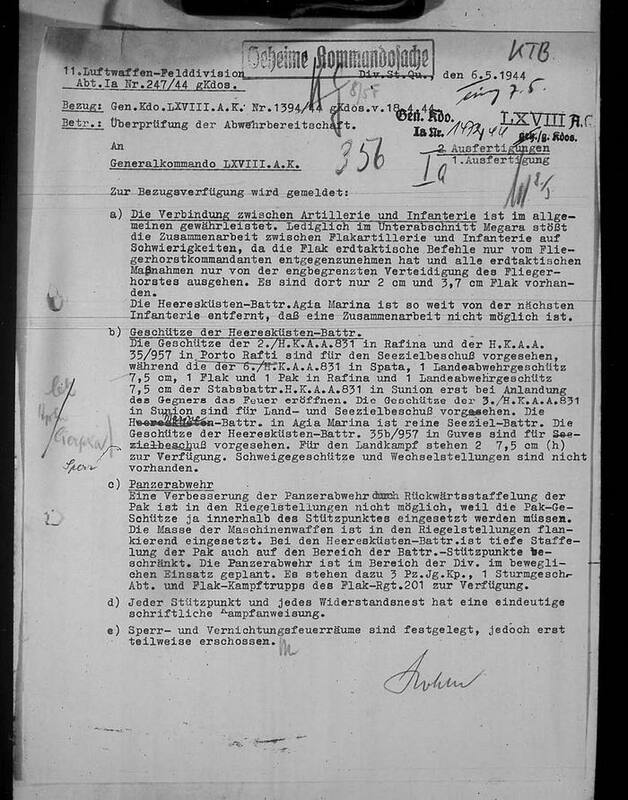 Geheime Kommandosache
KTB
11.Luftwaffen-Felddivision Div.St.Qu., den 6.5.1944
Abt.Ia Nr.247/44 gKdos.
7.5.
Bezug: Gen.Kdo.LXVIII.A.K. Nr.1394/44 gKdos.v.18.4.44
Betr.: Überprüfung der Abwehrbereitschaft.
Gen. Kdo. LXVIII A.K.
Ia Nr. 1472/44 geh./g. Kdos.
An
2 Ausfertigungen
356
1.Ausfertigung
Generalkommando LXVIII.A.K.
Ia
Zur Bezugsverfügung wird gemeldet:
a) Die Verbindung zwischen Artillerie und Infanterie ist im allge-
meinen gewährleistet. Lediglich im Unterabschnitt Megara stößt
die Zusammenarbeit zwischen Flakartillerie und Infanterie auf
Schwierigkeiten, da die Flak erdtaktische Befehle nur vom Flie-
gerhorstkommandanten entgegenzunehmen hat und alle erdtaktischen
Maßnahmen nur von der engbegrenzten Verteidigung des Flieger-
horstes ausgehen. Es sind dort nur 2 cm und 3,7 cm Flak vorhan-
den.
Die Heeresküsten-Battr.Agia Marina ist so weit von der nächsten
Infanterie entfernt, daß eine Zusammenarbeit nicht möglich ist.
b) Geschütze der Heeresküsten-Battr.
Die Geschütze der 2./H.K.A.A.831 in Rafina und der H.K.A.A.
35/957 in Porto Rafti sind für den Seezielbeschuß vorgesehen,
während die der 6./H.K.A.A.831 in Spata, 1 Landeabwehrgeschütz
7,5 cm, 1 Flak und 1 Pak in Rafina und 1 Landeabwehrgeschütz
7,5 cm der Stabsbattr.H.K.A.A.831 in Sunion erst bei Anlandung
des Gegners das Feuer eröffnen. Die Geschütze der 3./H.K.A.A.831
in Sunion sind für Land- und Seezielbeschuß vorgesehen. Die
Heeresküsten-Battr. in Agia Marina ist reine Seeziel-Battr. Die
Geschütze der Heeresküsten-Battr. 35b/957 in Guves sind für See-
zielbeschuß vorgesehen. Für den Landkampf stehen 2 7,5 cm (h)
zur Verfügung. Schweigegeschütze und Wechselstellungen sind nicht
vorhanden.
c) Panzerabwehr
Eine Verbesserung der Panzerabwehr durch Rückwärtsstaffelung der
Pak ist in den Riegelstellungen nicht möglich, weil die Pak-Ge-
Schütze ja innerhalb des Stützpunktes eingesetzt werden müssen.
Die Masse der Maschinenwaffen ist in den Riegelstellungen flan-
kierend eingesetzt. Bei den Heeresküsten-Battr.ist tiefe Staffe-
lung der Pak auch auf den Bereich der Battr.-Stützpunkte be-
schränkt. Die Panzerabwehr ist im Bereich der Div. im bewegli-
chen Einsatz geplant. Es stehen dazu 3 Pz.Jg.Kp., 1 Sturmgesch-
Abt. und Flak-Kampftrupps des Flak-Rgt.201 zur Verfügung.
d) Jeder Stützpunkt und jedes Widerstandsnest hat eine eindeutige
schriftliche Kampfanweisung.
e) Sperr- und Vernichtungsfeuerräume sind festgelegt, jedoch erst
teilweise erschossen.